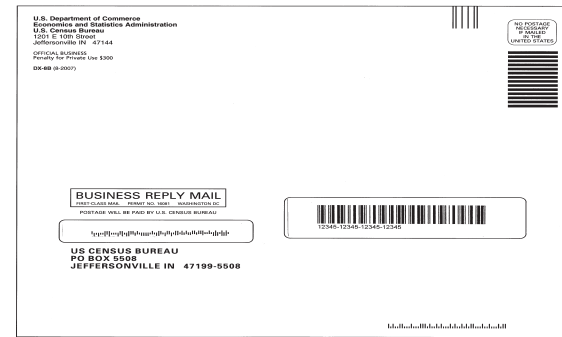 U.S. Department of Commerce
Economics and Statistics Administration
U.S. Census Bureau
1201 E 10th Street
Jeffersonville IN 47144
OFFICIAL BUSINESS
Penalty for Private Use $300
DX-8B (8-2007)
NO POSTAGE
NECESSARY
IF MAILED
IN THE
UNITED STATES
BUSINESS REPLY MAIL
FIRST-CLASS MAIL PERMIT NO. 16081 WASHINGTON DC
POSTAGE WILL BE PAID BY U.S. CENSUS BUREAU
US CENSUS BUREAU
PO BOX 5508
JEFFERSONVILLE IN 47199-5508
12345-12345-12345-12345